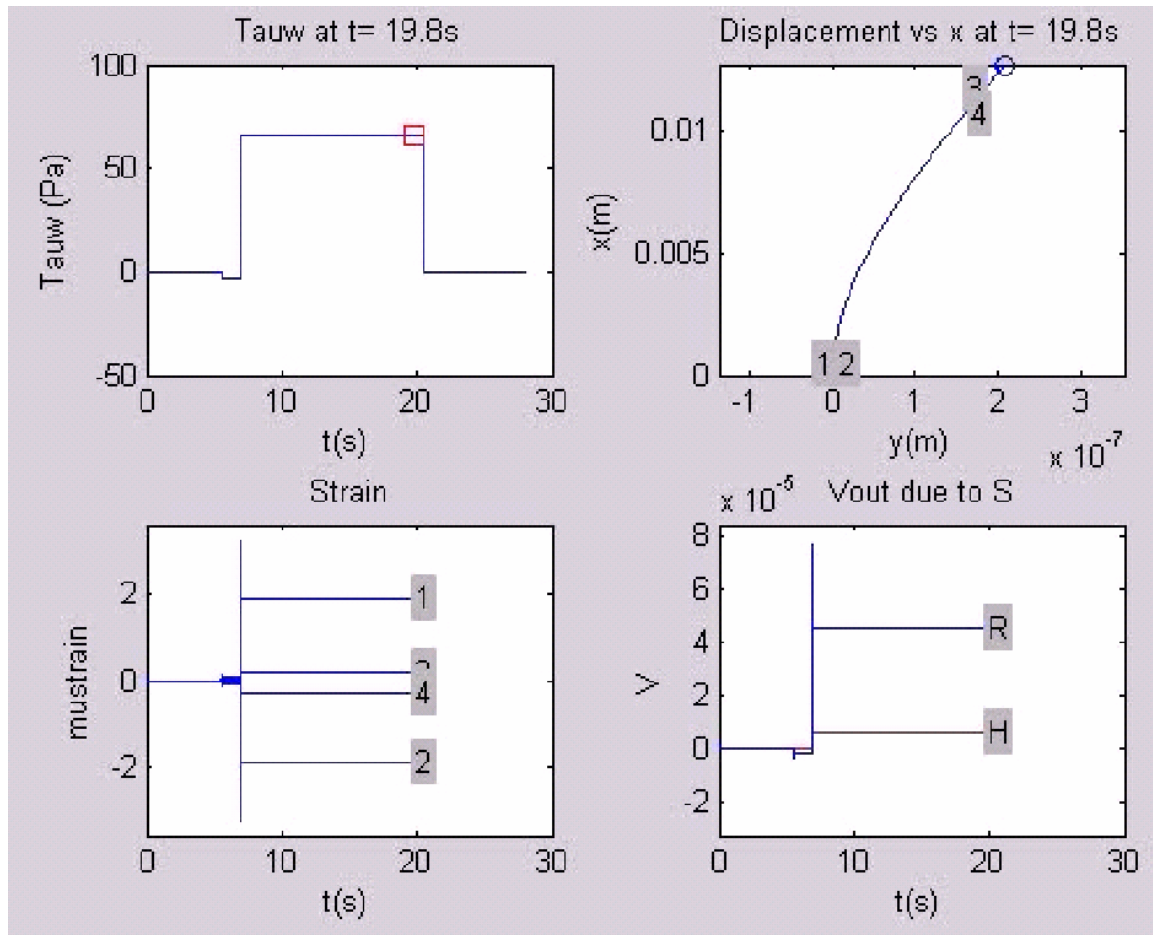 Tauw at t= 19.8s
100
50
0
-50
Tauw (Pa)
0 10 20 30
t(s)
Displacement vs x at t= 19.8s
0.01
0.005
0
x(m)
3
4
1 2
-1 0 1 2 3
y(m)
x 10-7
Strain
2
0
-2
mustrain
1
3
4
2
0 10 20 30
t(s)
x 10-5 Vout due to S
8
6
4
2
0
-2
V
R
H
0 10 20 30
t(s)